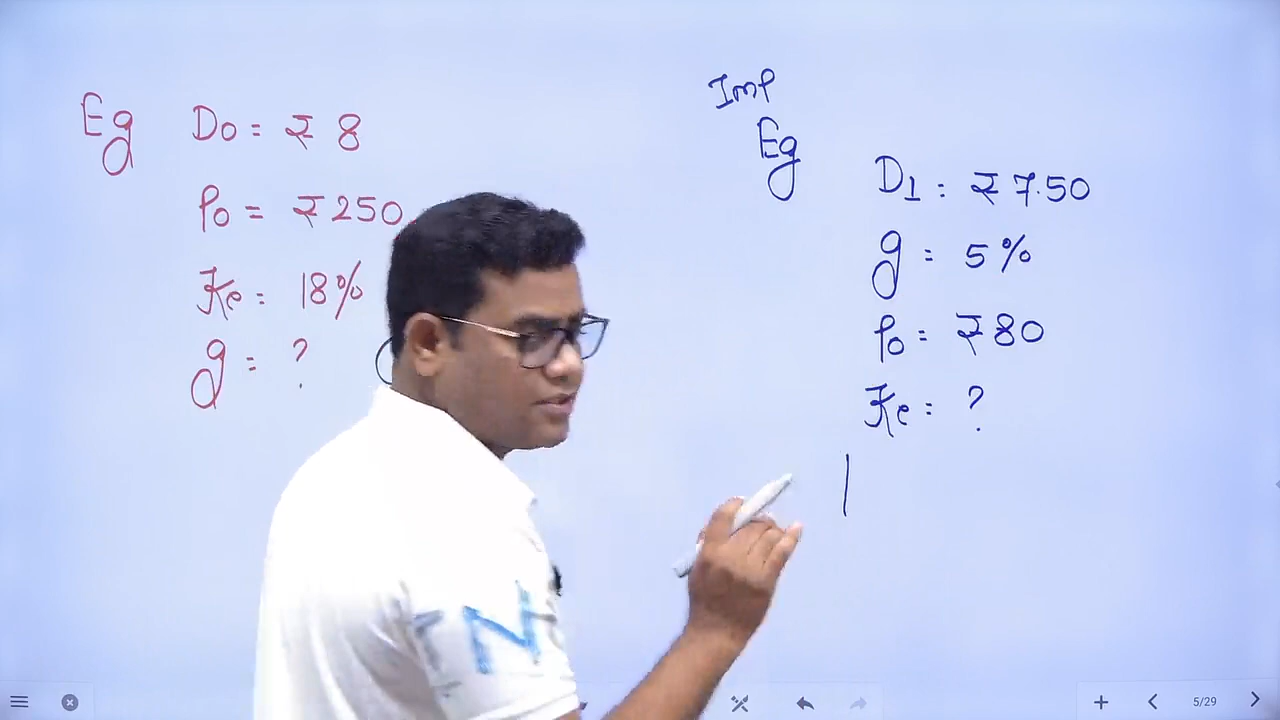 Eg D0 = ₹ 8
P0 = ₹ 250
Ke = 18%
g = ?
Imp
Eg
D1 = ₹ 7.50
g = 5%
P0 = ₹ 80
Ke = ?
5/29